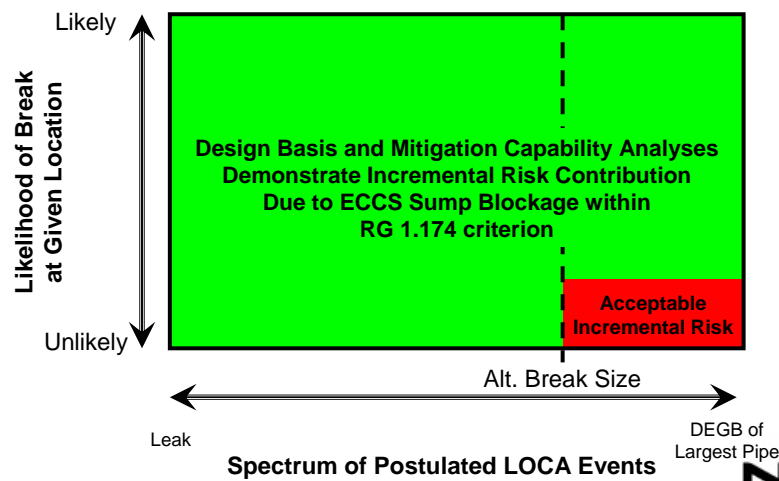 Likely
Likelihood of Break
at Given Location
Design Basis and Mitigation Capability Analyses
Demonstrate Incremental Risk Contribution
Due to ECCS Sump Blockage within
RG 1.174 criterion
Acceptable
Incremental Risk
Unlikely
Alt. Break Size
Leak
DEGB of
Largest Pipe
Spectrum of Postulated LOCA Events